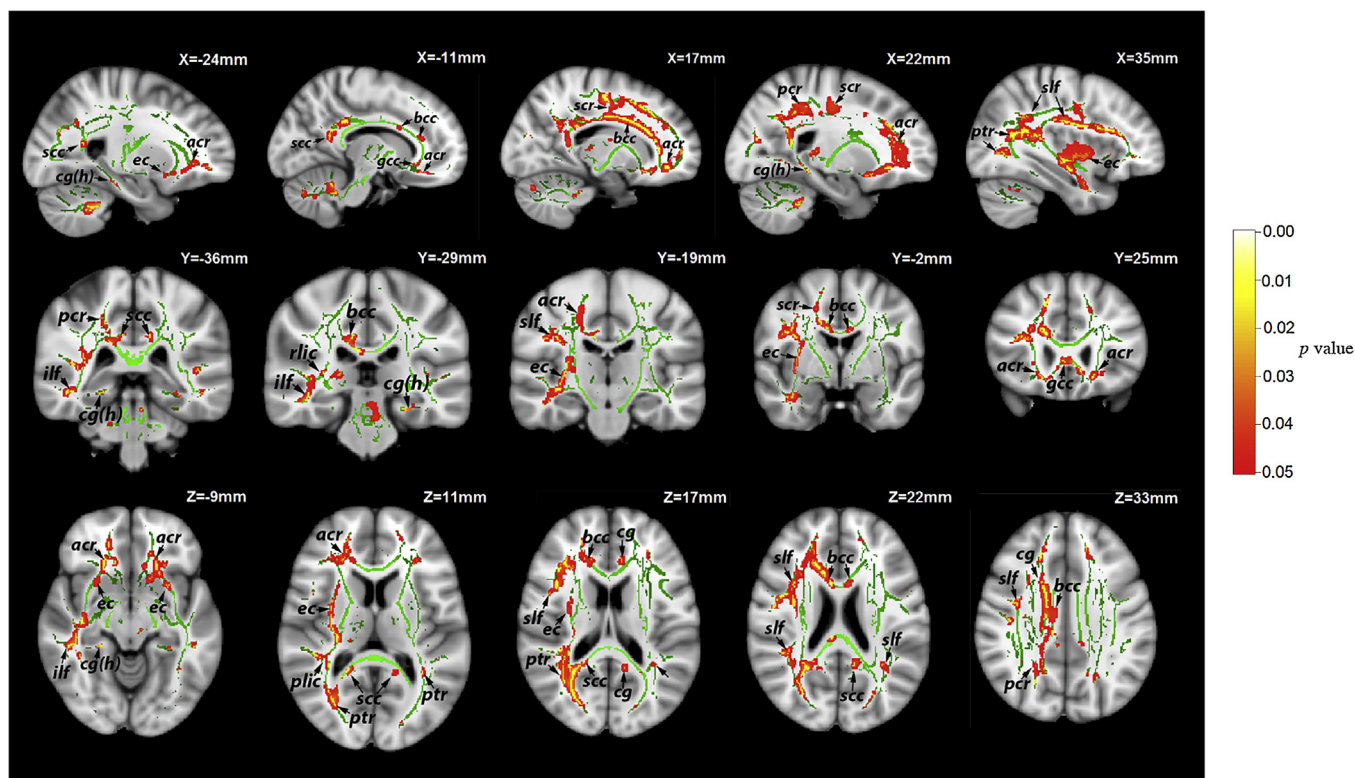 X=-24mm
X=-11mm
X=17mm
X=22mm
X=35mm
scc
ec
acr
cg(h)
scc
bcc
gcc
acr
scr
bcc
acr
pcr
scr
acr
cg(h)
slf
ptr
ec
Y=-36mm
Y=-29mm
Y=-19mm
Y=-2mm
Y=25mm
pcr
scc
ilf
cg(h)
bcc
rlic
ilf
cg(h)
acr
slf
ec
scr
bcc
ec
acr
gcc
acr
Z=-9mm
Z=11mm
Z=17mm
Z=22mm
Z=33mm
acr
acr
ec
ec
ilf
cg(h)
acr
ec
plic
scc
ptr
ptr
bcc
cg
slf
ec
ptr
scc
cg
slf
bcc
slf
slf
scc
cg
slf
bcc
pcr
0.00
0.01
0.02
0.03
0.04
0.05
p value